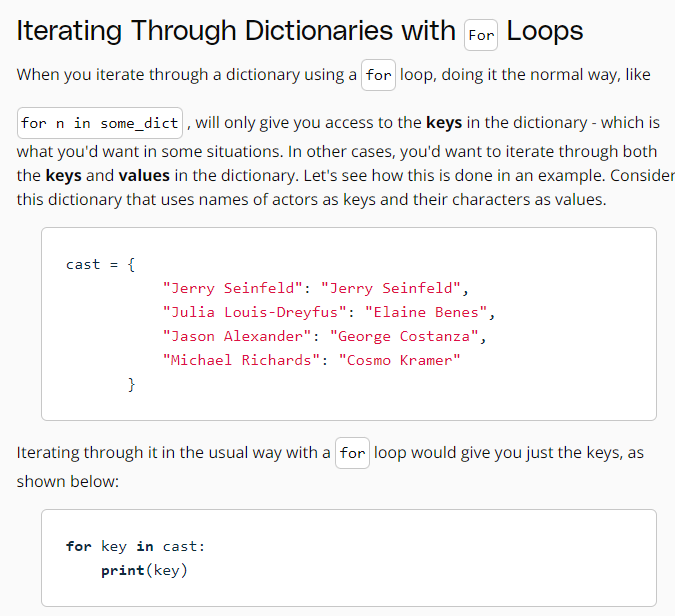 Iterating Through Dictionaries with For Loops
When you iterate through a dictionary using a for loop, doing it the normal way, like
for n in some_dict , will only give you access to the keys in the dictionary - which is
what you'd want in some situations. In other cases, you'd want to iterate through both
the keys and values in the dictionary. Let's see how this is done in an example. Consider
this dictionary that uses names of actors as keys and their characters as values.
cast = {
"Jerry Seinfeld": "Jerry Seinfeld",
"Julia Louis-Dreyfus": "Elaine Benes",
"Jason Alexander": "George Costanza",
"Michael Richards": "Cosmo Kramer"
}
Iterating through it in the usual way with a for loop would give you just the keys, as
shown below:
for key in cast:
print(key)